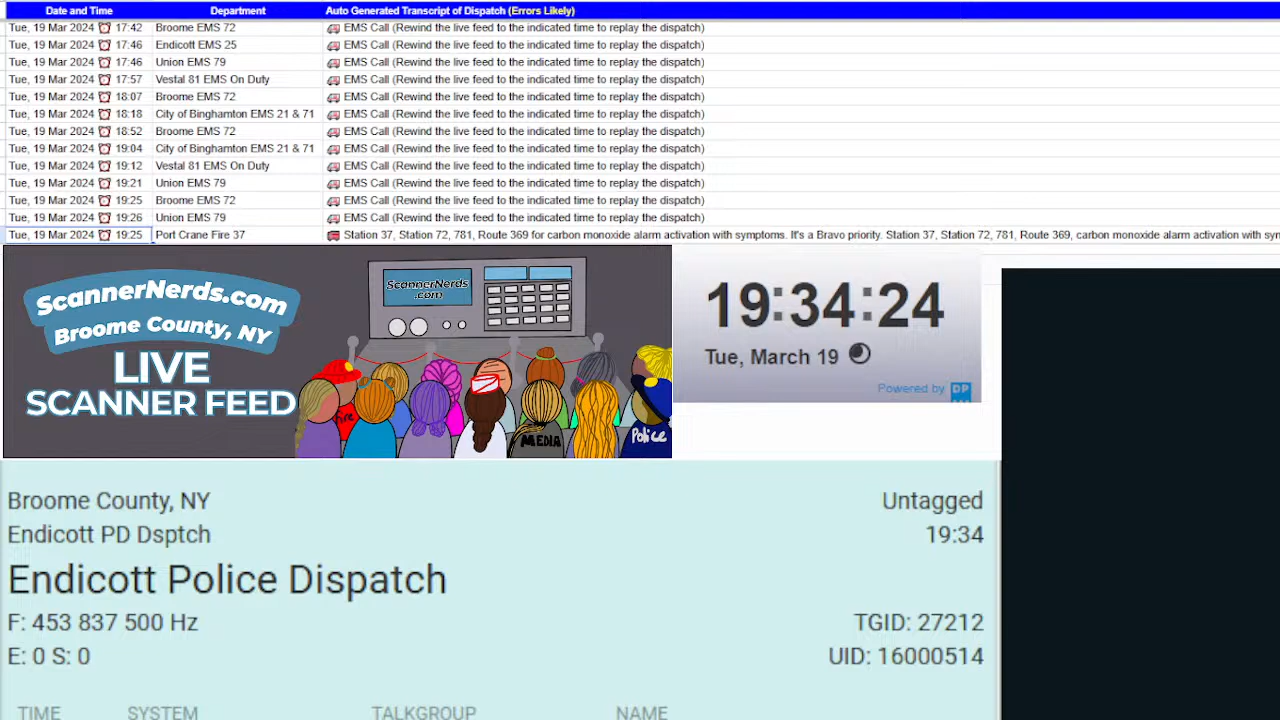 Date and Time Department Auto Generated Transcript of Dispatch (Errors Likely)
Tue, 19 Mar 2024 ⏰ 17:42 Broome EMS 72 🚑 EMS Call (Rewind the live feed to the indicated time to replay the dispatch)
Tue, 19 Mar 2024 ⏰ 17:46 Endicott EMS 25 🚑 EMS Call (Rewind the live feed to the indicated time to replay the dispatch)
Tue, 19 Mar 2024 ⏰ 17:46 Union EMS 79 🚑 EMS Call (Rewind the live feed to the indicated time to replay the dispatch)
Tue, 19 Mar 2024 ⏰ 17:57 Vestal 81 EMS On Duty 🚑 EMS Call (Rewind the live feed to the indicated time to replay the dispatch)
Tue, 19 Mar 2024 ⏰ 18:07 Broome EMS 72 🚑 EMS Call (Rewind the live feed to the indicated time to replay the dispatch)
Tue, 19 Mar 2024 ⏰ 18:18 City of Binghamton EMS 21 & 71 🚑 EMS Call (Rewind the live feed to the indicated time to replay the dispatch)
Tue, 19 Mar 2024 ⏰ 18:52 Broome EMS 72 🚑 EMS Call (Rewind the live feed to the indicated time to replay the dispatch)
Tue, 19 Mar 2024 ⏰ 19:04 City of Binghamton EMS 21 & 71 🚑 EMS Call (Rewind the live feed to the indicated time to replay the dispatch)
Tue, 19 Mar 2024 ⏰ 19:12 Vestal 81 EMS On Duty 🚑 EMS Call (Rewind the live feed to the indicated time to replay the dispatch)
Tue, 19 Mar 2024 ⏰ 19:21 Union EMS 79 🚑 EMS Call (Rewind the live feed to the indicated time to replay the dispatch)
Tue, 19 Mar 2024 ⏰ 19:25 Broome EMS 72 🚑 EMS Call (Rewind the live feed to the indicated time to replay the dispatch)
Tue, 19 Mar 2024 ⏰ 19:26 Union EMS 79 🚑 EMS Call (Rewind the live feed to the indicated time to replay the dispatch)
Tue, 19 Mar 2024 ⏰ 19:25 Port Crane Fire 37 🚒 Station 37, Station 72, 781, Route 369 for carbon monoxide alarm activation with symptoms. It's a Bravo priority. Station 37, Station 72, 781, Route 369, carbon monoxide alarm activation with sym
ScannerNerds.com
Broome County, NY
LIVE
SCANNER FEED
ScannerNerds
.com
Fire
MEDIA
Police
19:34:24
Tue, March 19
Powered by DP
Broome County, NY Untagged
Endicott PD Dsptch 19:34
Endicott Police Dispatch
F: 453 837 500 Hz TGID: 27212
E: 0 S: 0 UID: 16000514
TIME SYSTEM TALKGROUP NAME